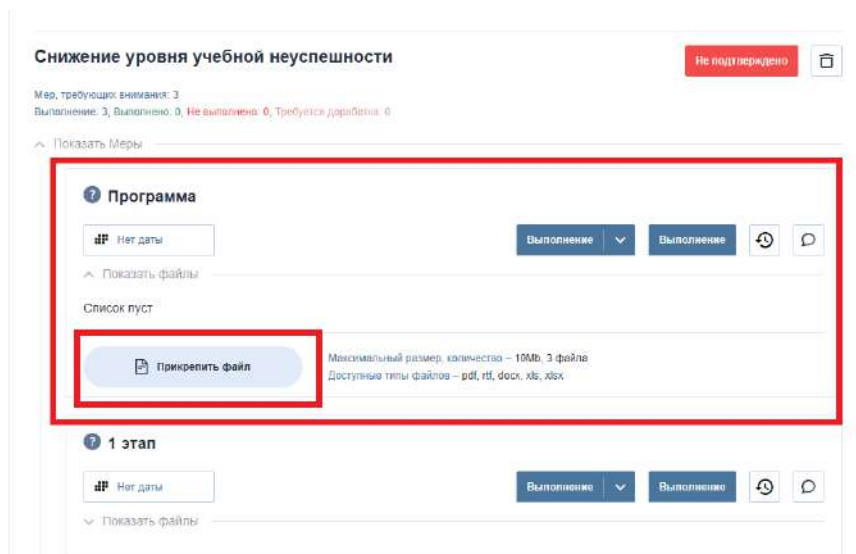 Снижение уровня учебной неуспешности
Не подтверждено
Мер, требующих внимания: 3
Выполнение: 3, Выполнено: 0, Не выполнено: 0, Требуется доработка: 0
Показать Меры
Программа
Нет даты
Выполнение
Выполнение
Показать файлы
Список пуст
Прикрепить файл
Максимальный размер, количество – 10Mb, 3 файла
Доступные типы файлов – pdf, rtf, docx, xls, xlsx
1 этап
Нет даты
Выполнение
Выполнение
Показать файлы